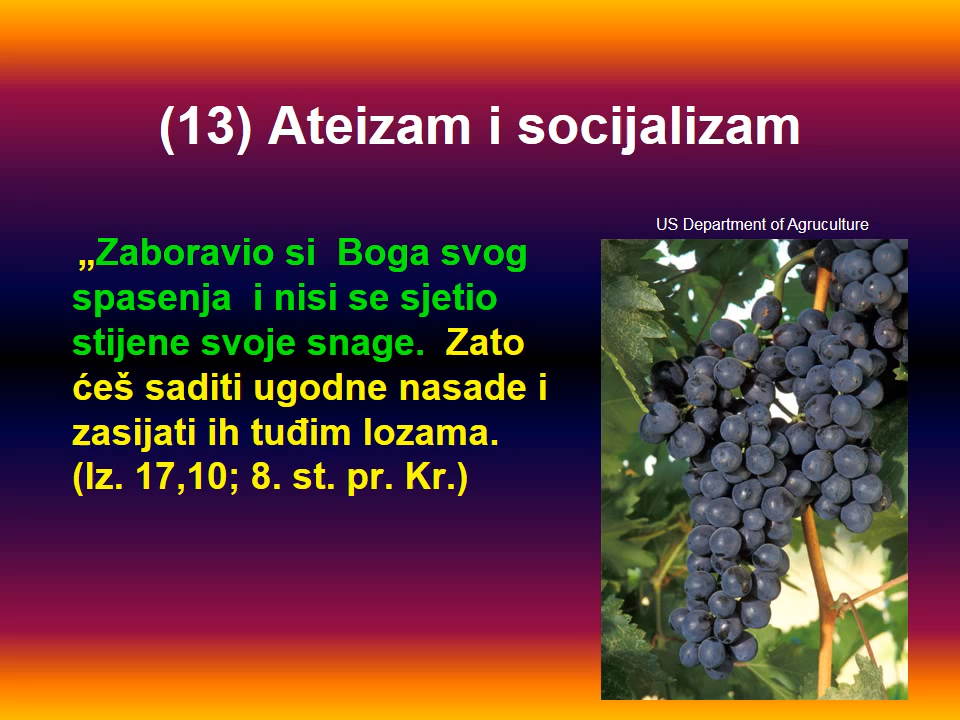 (13) Ateizam i socijalizam
US Department of Agruculture
„Zaboravio si  Boga svog
spasenja  i nisi se sjetio
stijene svoje snage.  Zato
ćeš saditi ugodne nasade i
zasijati ih tuđim lozama.
(Iz. 17,10; 8. st. pr. Kr.)